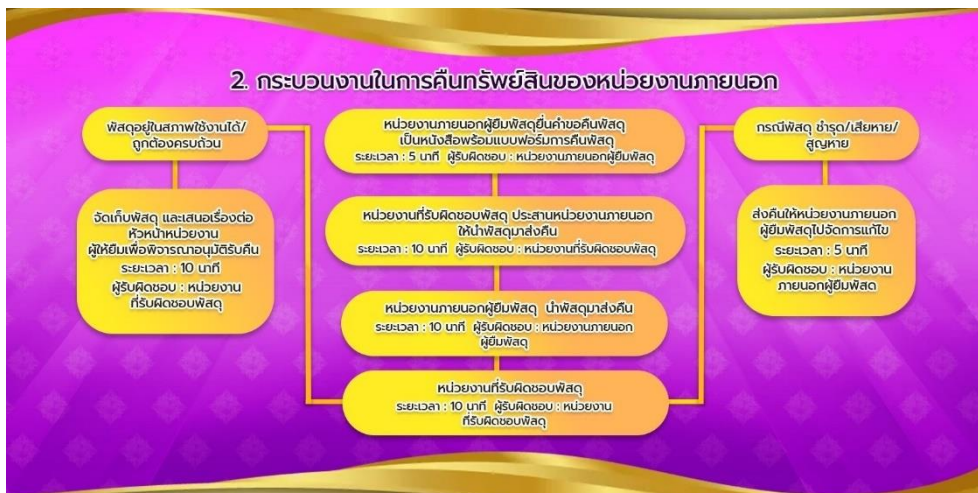 2. กระบวนงานในการคืนทรัพย์สินของหน่วยงานภายนอก
หน่วยงานภายนอกผู้ยืมพัสดุยื่นคำขอคืนพัสดุ
เป็นหนังสือพร้อมแบบฟอร์มการคืนพัสดุ
ระยะเวลา : 5 นาที ผู้รับผิดชอบ : หน่วยงานภายนอกผู้ยืมพัสดุ
หน่วยงานที่รับผิดชอบพัสดุ ประสานหน่วยงานภายนอก
ให้นำพัสดุมาส่งคืน
ระยะเวลา : 10 นาที ผู้รับผิดชอบ : หน่วยงานที่รับผิดชอบพัสดุ
หน่วยงานภายนอกผู้ยืมพัสดุ นำพัสดุมาส่งคืน
ระยะเวลา : 10 นาที ผู้รับผิดชอบ : หน่วยงานภายนอก
ผู้ยืมพัสดุ
หน่วยงานที่รับผิดชอบพัสดุ
ระยะเวลา : 10 นาที ผู้รับผิดชอบ : หน่วยงาน
ที่รับผิดชอบพัสดุ
พัสดุอยู่ในสภาพใช้งานได้/
ถูกต้องครบถ้วน
จัดเก็บพัสดุ และเสนอเรื่องต่อ
หัวหน้าหน่วยงาน
ผู้ให้ยืมเพื่อพิจารณาอนุมัติรับคืน
ระยะเวลา : 10 นาที
ผู้รับผิดชอบ : หน่วยงาน
ที่รับผิดชอบพัสดุ
กรณีพัสดุ ชำรุด/เสียหาย/
สูญหาย
ส่งคืนให้หน่วยงานภายนอก
ผู้ยืมพัสดุไปจัดการแก้ไข
ระยะเวลา : 5 นาที
ผู้รับผิดชอบ : หน่วยงาน
ภายนอกผู้ยืมพัสด